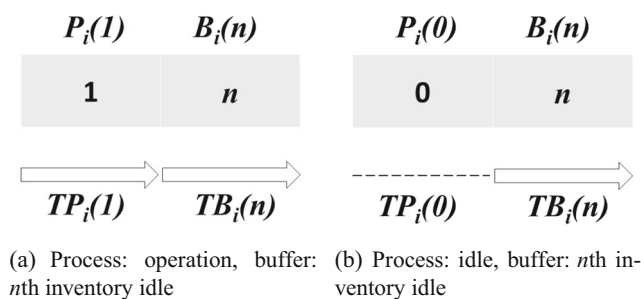 P_i(1) B_i(n) P_i(0) B_i(n)
1 n 0 n
TP_i(1) TB_i(n) TP_i(0) TB_i(n)
(a) Process: operation, buffer:
nth inventory idle
(b) Process: idle, buffer: nth in-
ventory idle